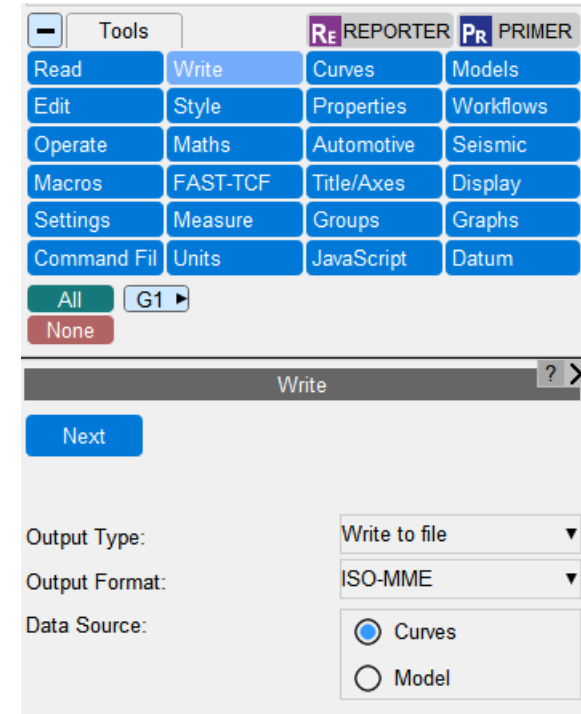 − Tools RE REPORTER PR PRIMER
Read Write Curves Models
Edit Style Properties Workflows
Operate Maths Automotive Seismic
Macros FAST-TCF Title/Axes Display
Settings Measure Groups Graphs
Command Fil Units JavaScript Datum
All G1 ▶
None
Write ? X
Next
Output Type: Write to file ▼
Output Format: ISO-MME ▼
Data Source: Curves
Model